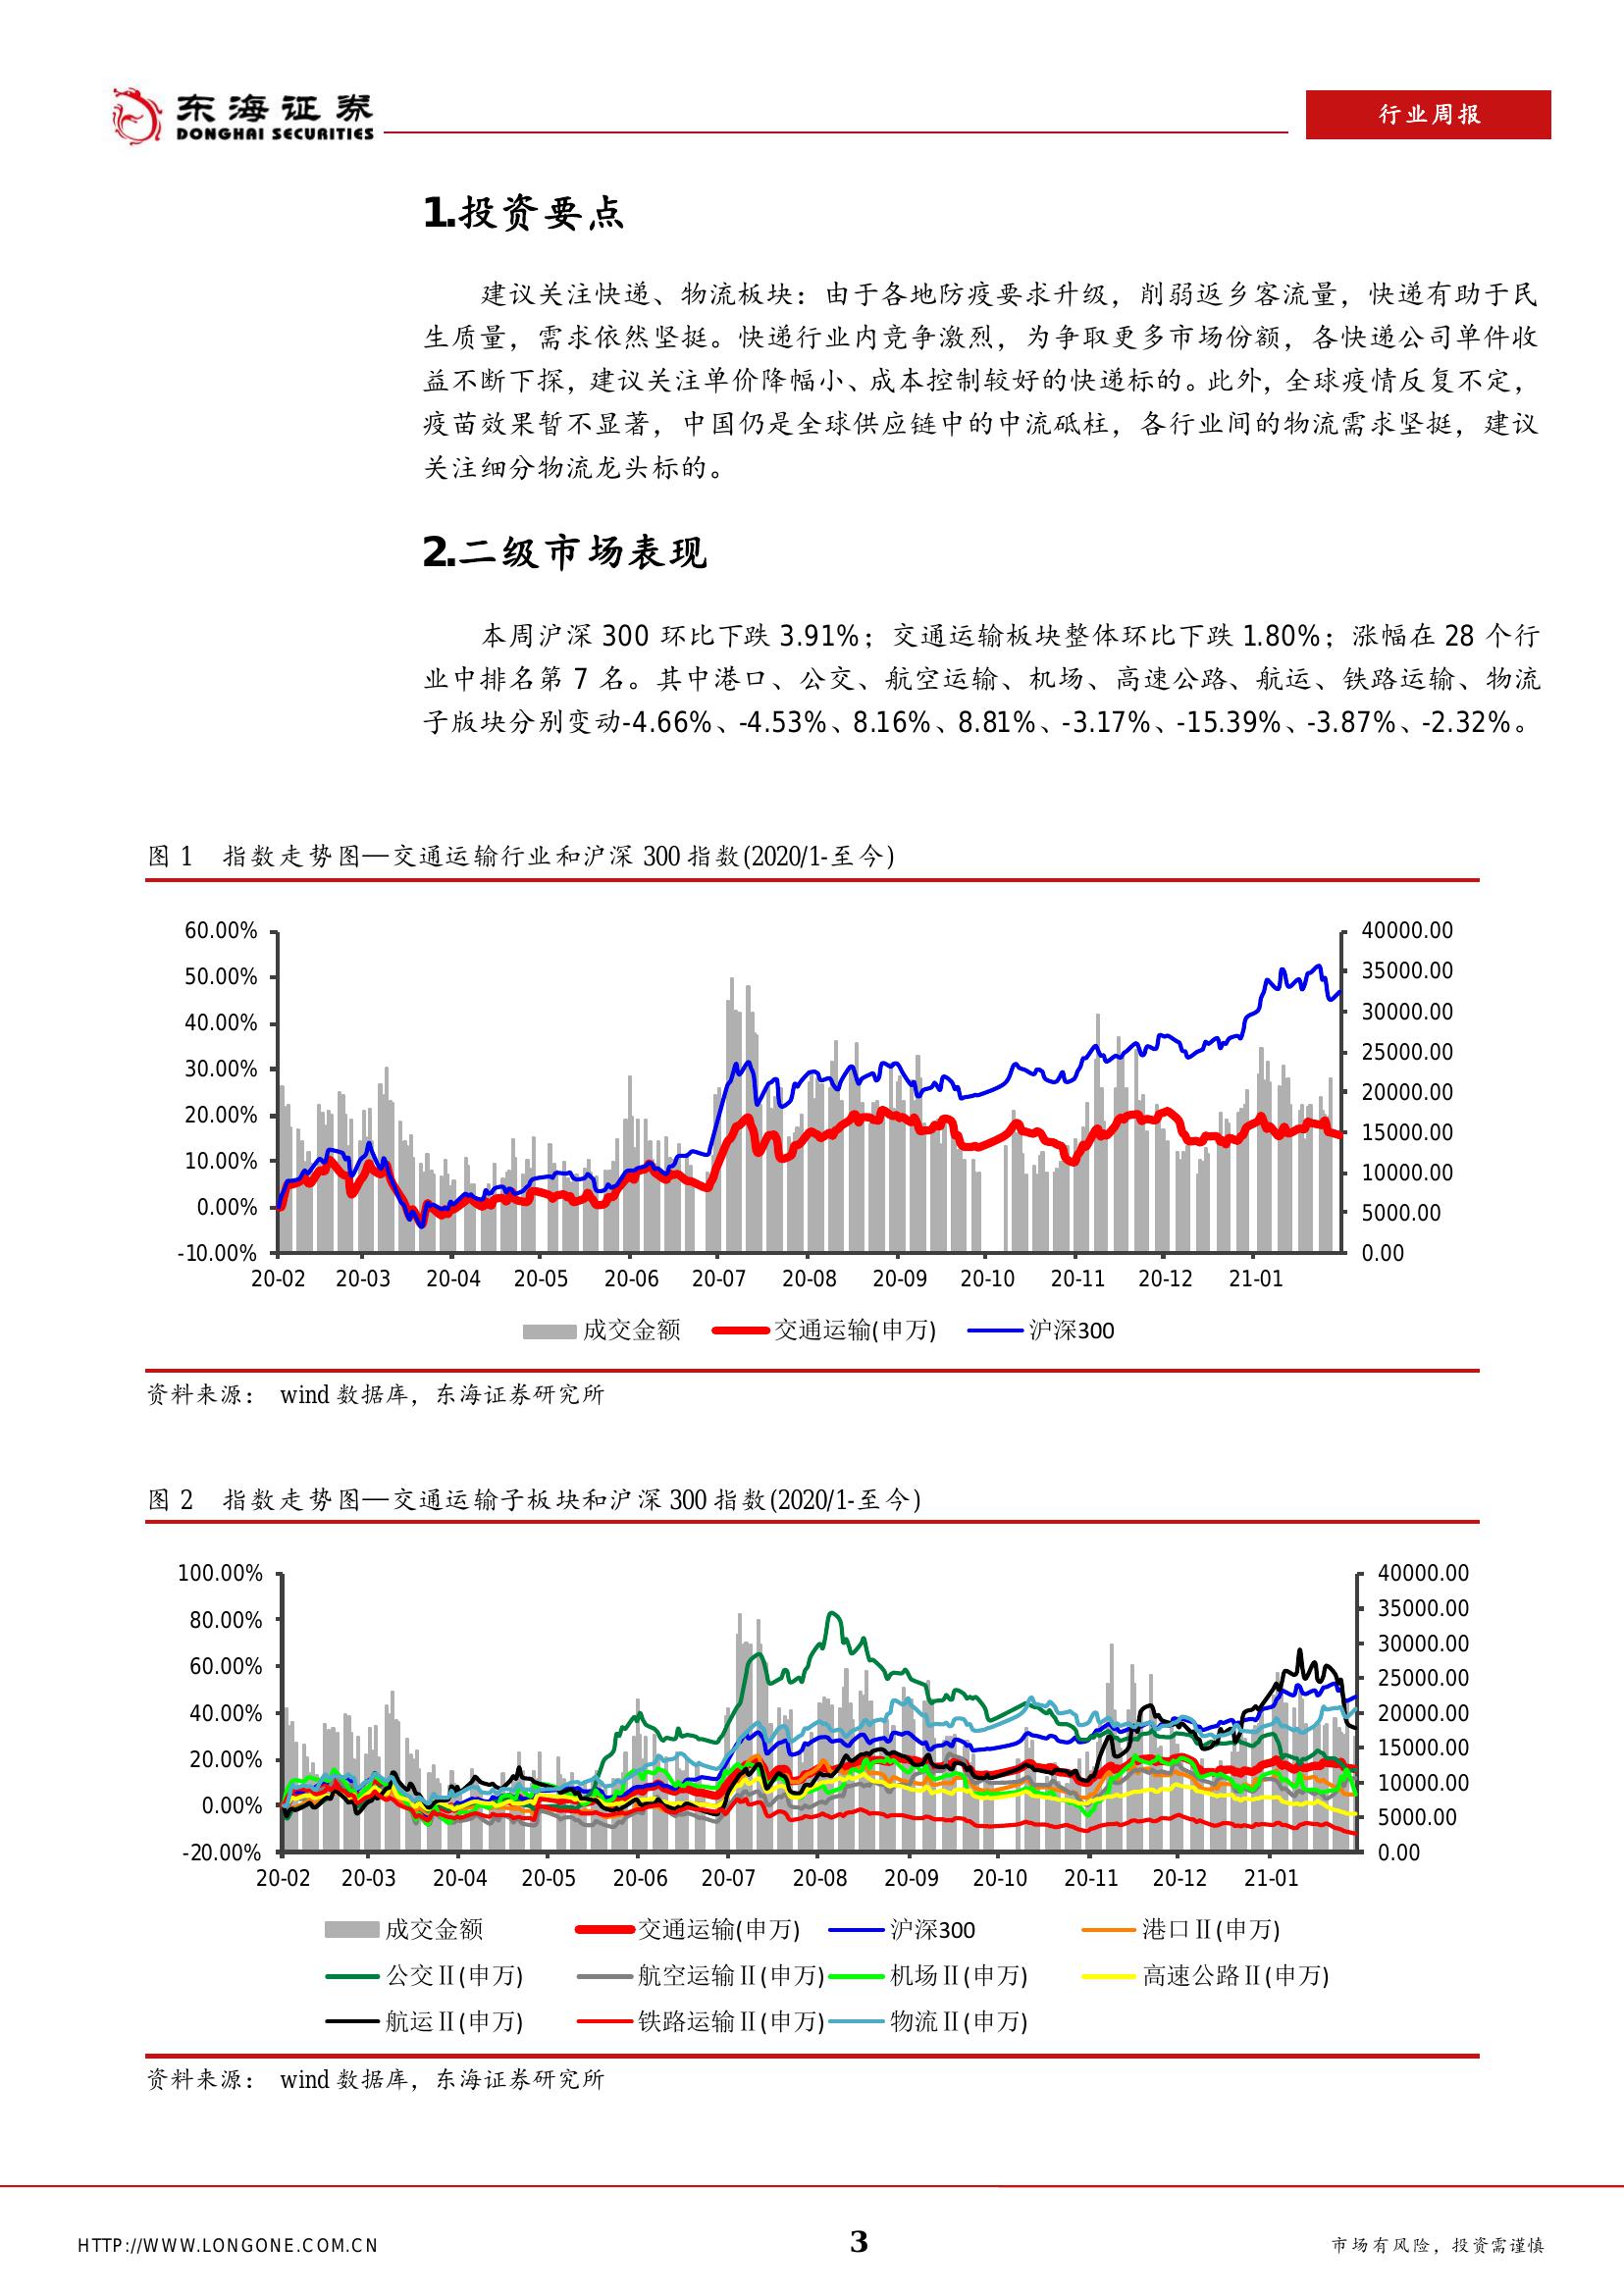 东海证券
DONGHAI SECURITIES
行业周报
1.投资要点
建议关注快递、物流板块：由于各地防疫要求升级，削弱返乡客流量，快递有助于民
生质量，需求依然坚挺。快递行业内竞争激烈，为争取更多市场份额，各快递公司单件收
益不断下探，建议关注单价降幅小、成本控制较好的快递标的。此外，全球疫情反复不定，
疫苗效果暂不显著，中国仍是全球供应链中的中流砥柱，各行业间的物流需求坚挺，建议
关注细分物流龙头标的。
2.二级市场表现
本周沪深 300 环比下跌 3.91%；交通运输板块整体环比下跌 1.80%；涨幅在 28 个行
业中排名第 7 名。其中港口、公交、航空运输、机场、高速公路、航运、铁路运输、物流
子版块分别变动-4.66%、-4.53%、8.16%、8.81%、-3.17%、-15.39%、-3.87%、-2.32%。
图 1 指数走势图—交通运输行业和沪深 300 指数(2020/1-至今)
60.00%
50.00%
40.00%
30.00%
20.00%
10.00%
0.00%
-10.00%
40000.00
35000.00
30000.00
25000.00
20000.00
15000.00
10000.00
5000.00
0.00
20-02 20-03 20-04 20-05 20-06 20-07 20-08 20-09 20-10 20-11 20-12 21-01
成交金额 交通运输(申万) 沪深300
资料来源： wind 数据库，东海证券研究所
图 2 指数走势图—交通运输子板块和沪深 300 指数(2020/1-至今)
100.00%
80.00%
60.00%
40.00%
20.00%
0.00%
-20.00%
40000.00
35000.00
30000.00
25000.00
20000.00
15000.00
10000.00
5000.00
0.00
20-02 20-03 20-04 20-05 20-06 20-07 20-08 20-09 20-10 20-11 20-12 21-01
成交金额 交通运输(申万) 沪深300 港口Ⅱ(申万)
公交Ⅱ(申万) 航空运输Ⅱ(申万) 机场Ⅱ(申万) 高速公路Ⅱ(申万)
航运Ⅱ(申万) 铁路运输Ⅱ(申万) 物流Ⅱ(申万)
资料来源： wind 数据库，东海证券研究所
HTTP://WWW.LONGONE.COM.CN
3
市场有风险，投资需谨慎